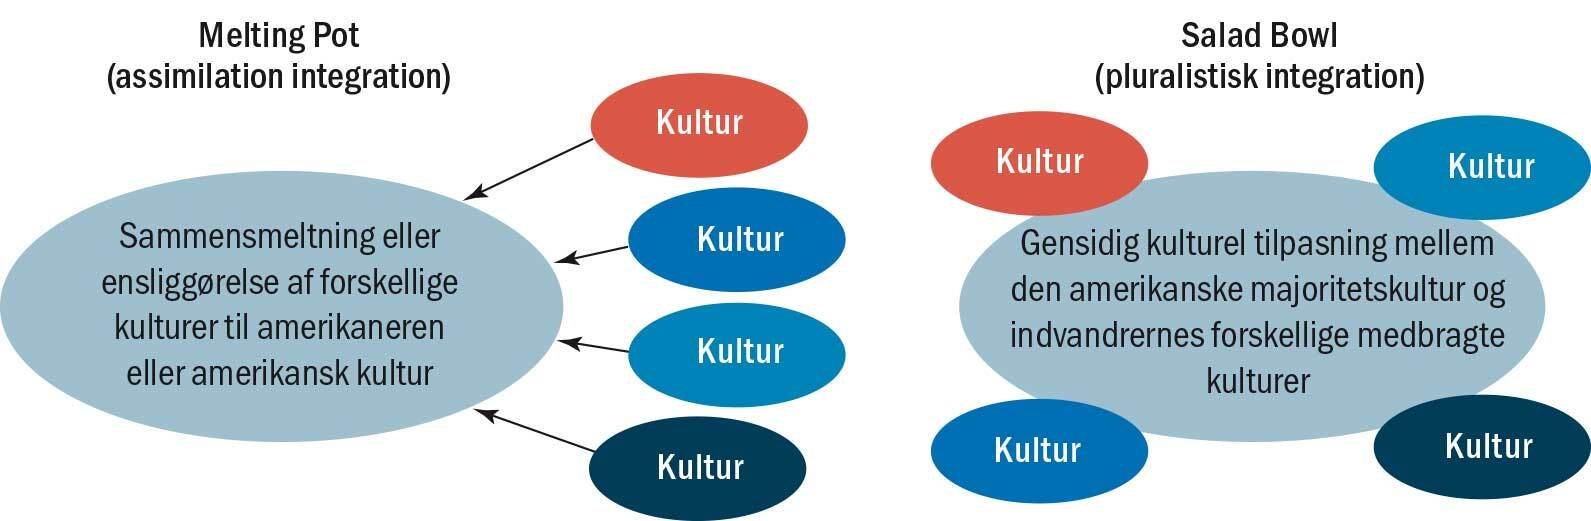 Melting Pot
(assimilation integration)
Kultur
Kultur
Kultur
Kultur
Sammensmeltning eller
ensliggørelse af forskellige
kulturer til amerikaneren
eller amerikansk kultur
Salad Bowl
(pluralistisk integration)
Kultur
Kultur
Gensidig kulturel tilpasning mellem
den amerikanske majoritetskultur og
indvandrernes forskellige medbragte
kulturer
Kultur
Kultur